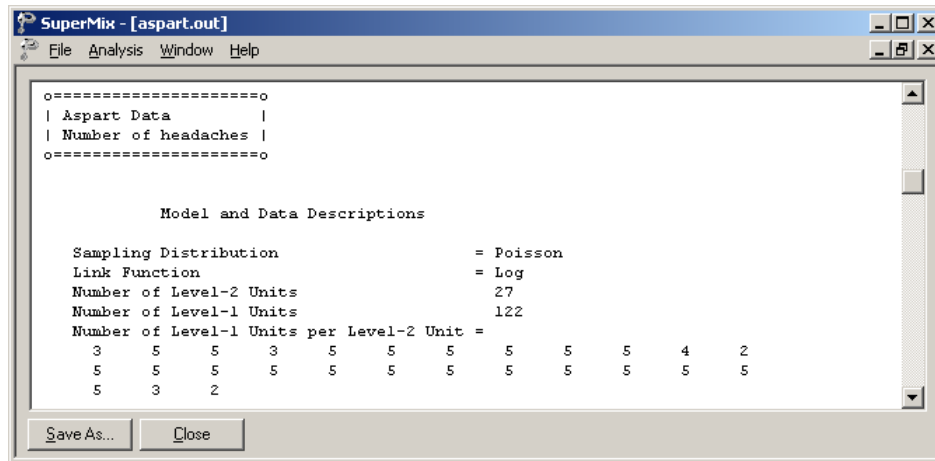 SuperMix - [aspart.out]
File Analysis Window Help
o======================o
| Aspart Data |
| Number of headaches |
o======================o
Model and Data Descriptions
Sampling Distribution = Poisson
Link Function = Log
Number of Level-2 Units 27
Number of Level-1 Units 122
Number of Level-1 Units per Level-2 Unit =
3 5 5 3 5 5 5 5 5 5 4 2
5 5 5 5 5 5 5 5 5 5 5 5
5 3 2
Save As... Close